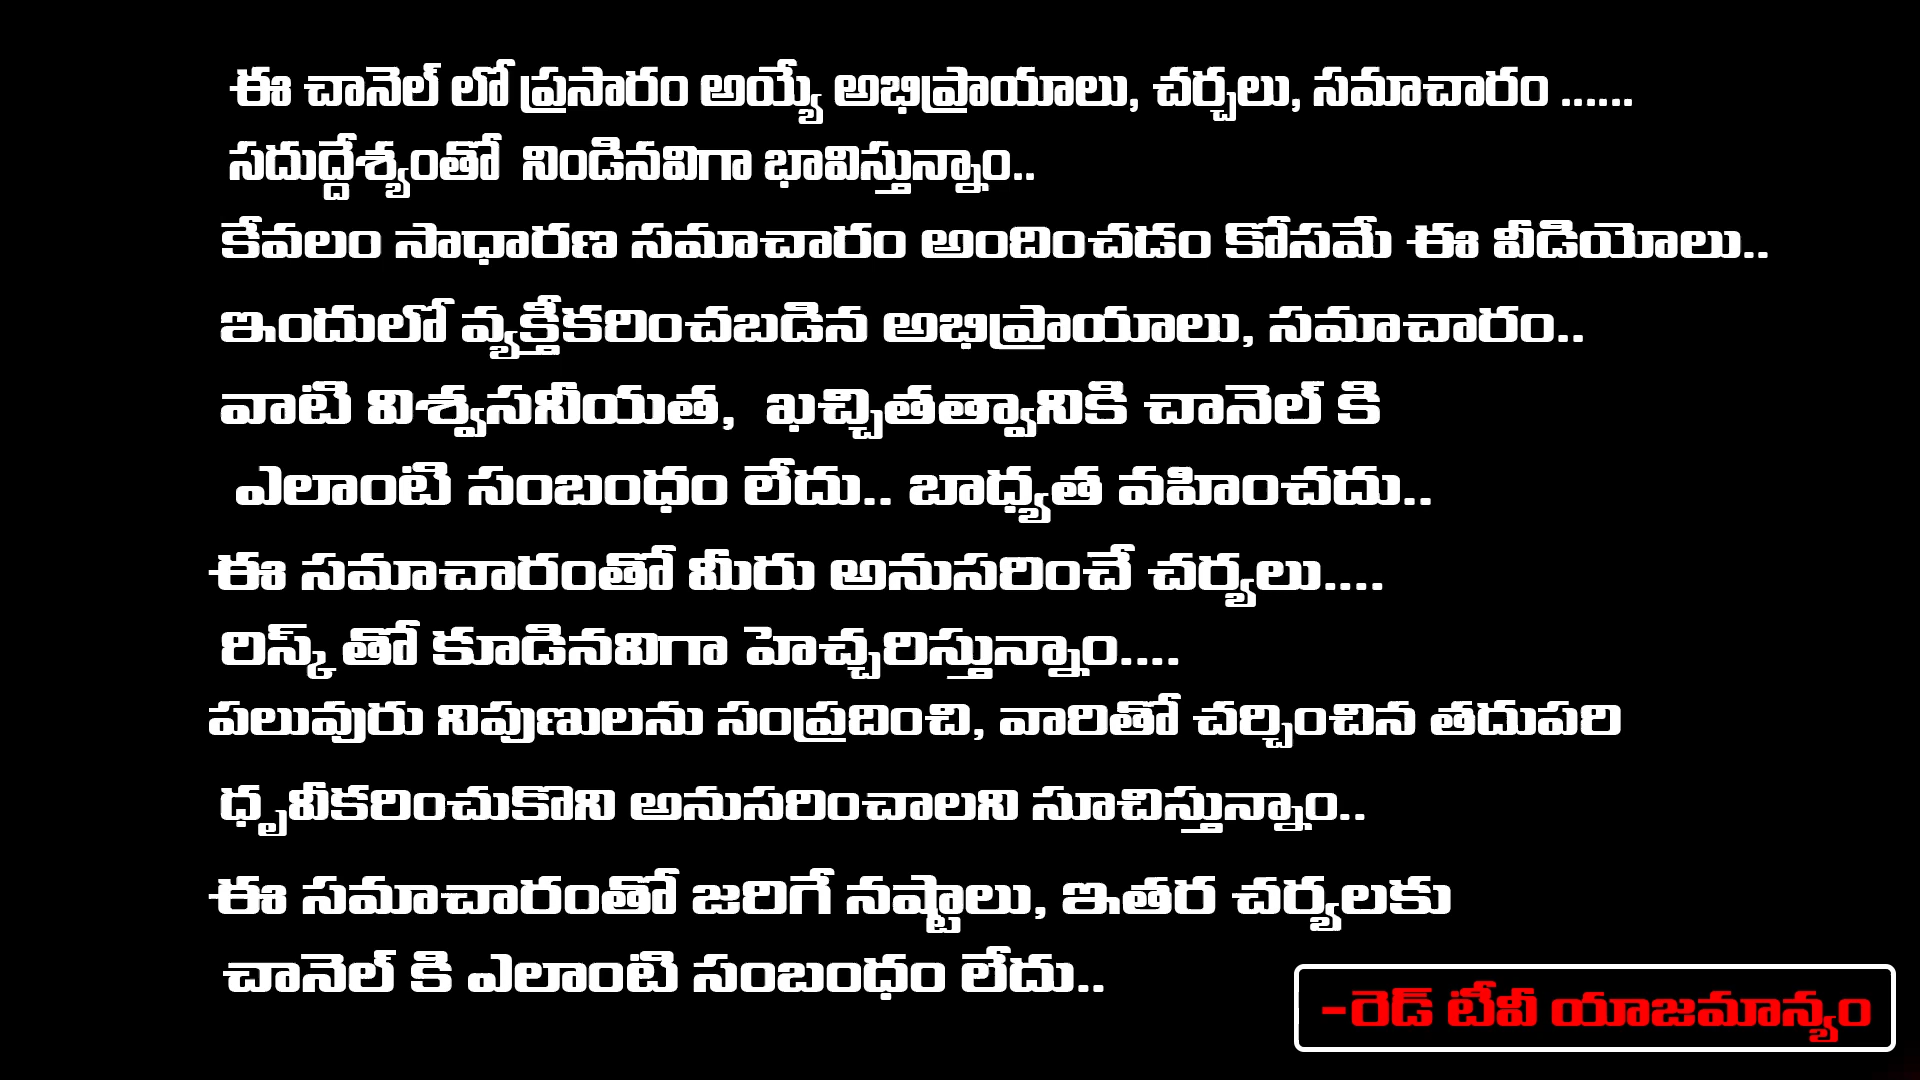 ఈ చానెల్ లో ప్రసారం అయ్యే అభిప్రాయాలు, చర్చలు, సమాచారం ......
సదుద్దేశ్యంతో నిండినవిగా భావిస్తున్నాం..
కేవలం సాధారణ సమాచారం అందించడం కోసమే ఈ వీడియోలు..
ఇందులో వ్యక్తీకరించబడిన అభిప్రాయాలు, సమాచారం..
వాటి విశ్వసనీయత, ఖచ్చితత్వానికి చానెల్ కి
ఎలాంటి సంబంధం లేదు.. బాధ్యత వహించదు..
ఈ సమాచారంతో మీరు అనుసరించే చర్యలు....
రిస్క్ తో కూడినవిగా హెచ్చరిస్తున్నాం....
పలువురు నిపుణులను సంప్రదించి, వారితో చర్చించిన తదుపరి
ధృవీకరించుకొని అనుసరించాలని సూచిస్తున్నాం..
ఈ సమాచారంతో జరిగే నష్టాలు, ఇతర చర్యలకు
చానెల్ కి ఎలాంటి సంబంధం లేదు..
-రెడ్ టీవీ యాజమాన్యం